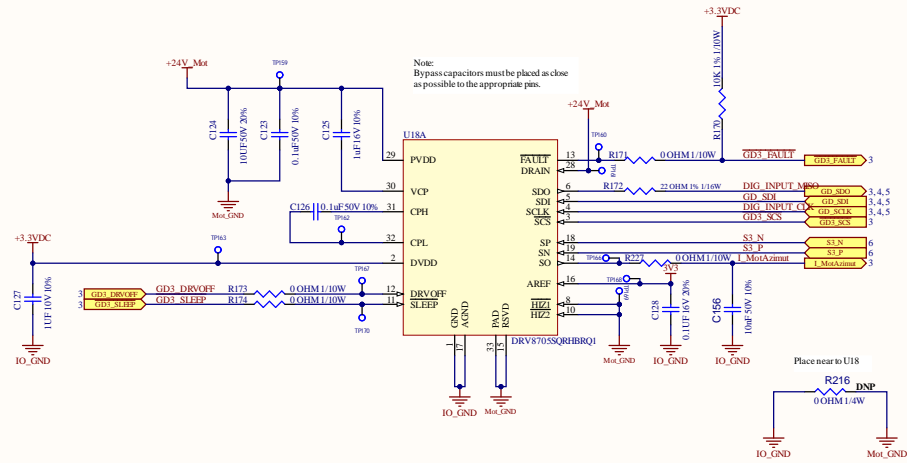 +3.3VDC
+24V_Mot
TP159
Note:
Bypass capacitors must be placed as close
as possible to the appropriate pins.
10K 1% 1/10W
R170
+24V_Mot
C124
10UF50V 20%
C123
0.1uF50V 10%
C125
1uF16V 10%
U18A
TP160
29
PVDD
FAULT
13
R171
0 OHM 1/10W
GD3_FAULT
GD3_FAULT
3
DRAIN
28
30
VCP
SDO
6
R172
22 OHM 1% 1/16W
DIG_INPUT_MISO
GD_SDO
3, 4, 5
SDI
5
GD_SDI
GD_SDI
3, 4, 5
Mot_GND
C126
0.1uF50V 10%
31
CPH
SCLK
4
DIG_INPUT_CLK
GD_SCLK
3, 4, 5
SCS
3
GD3_SCS
GD3_SCS
3
TP162
32
CPL
SP
18
S3_N
S3_N
6
SN
19
S3_P
S3_P
6
+3.3VDC
TP163
2
DVDD
SO
14
TP166
R227
0 OHM 1/10W
I_MotAzimut
I_MotAzimut
3
TP167
AREF
16
TP168
3V3
C127
1UF 10V 10%
3
GD3_DRVOFF
GD3_DRVOFF
R173
0 OHM 1/10W
12
DRVOFF
3
GD3_SLEEP
GD3_SLEEP
R174
0 OHM 1/10W
11
SLEEP
HIZ1
8
TP169
HIZ2
10
C128
0.1UF 16V 20%
C156
10nF 50V 10%
TP170
GND
AGND
PAD
RSVD
DRV8705SQRHBRQ1
1
17
33
15
IO_GND
Mot_GND
IO_GND
IO_GND
IO_GND
Mot_GND
Place near to U18
R216
DNP
0 OHM 1/4W
IO_GND
Mot_GND